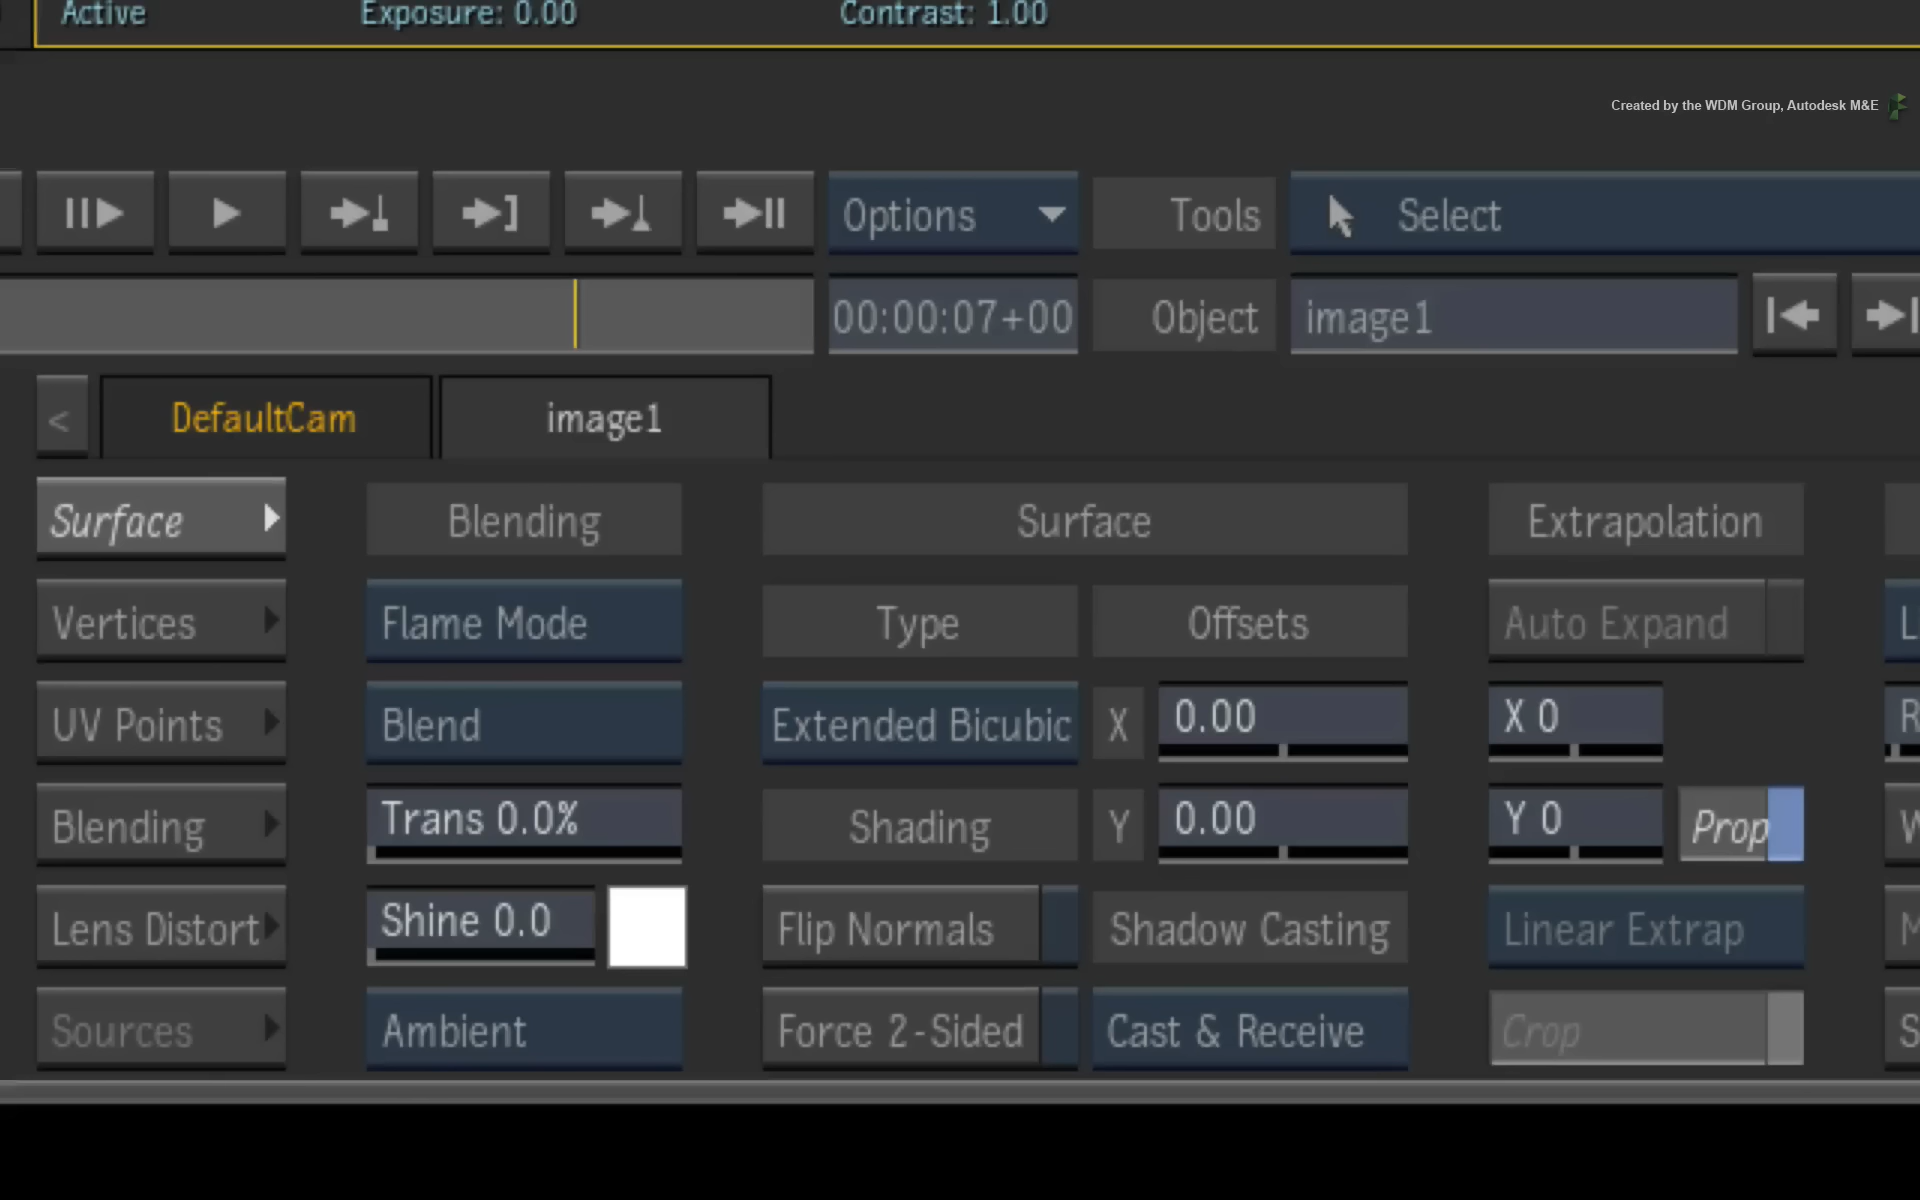 Active Exposure: 0.00 Contrast: 1.00
Created by the WDM Group, Autodesk M&E
Options Tools Select
00:00:07+00 Object image1
< DefaultCam image1
Surface Blending Surface Extrapolation
Vertices Flame Mode Type Offsets Auto Expand L
UV Points Blend Extended Bicubic X 0.00 X 0 R
Blending Trans 0.0% Shading Y 0.00 Y 0 Prop W
Lens Distort Shine 0.0 Flip Normals Shadow Casting Linear Extrap M
Sources Ambient Force 2-Sided Cast & Receive Crop S